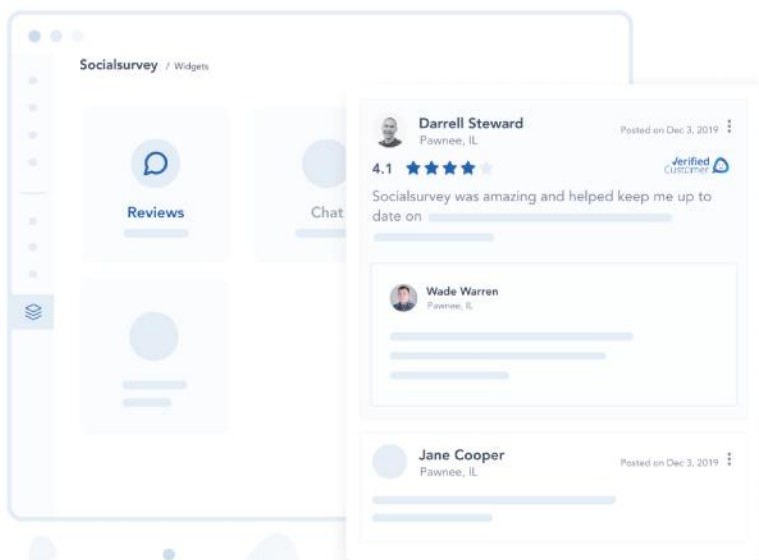 Socialsurvey / Widgets
Reviews
Chat
Darrell Steward
Pawnee, IL
Posted on Dec 3, 2019
4.1
Verified
Customer
Socialsurvey was amazing and helped keep me up to
date on
Wade Warren
Pawnee, IL
Jane Cooper
Pawnee, IL
Posted on Dec 3, 2019